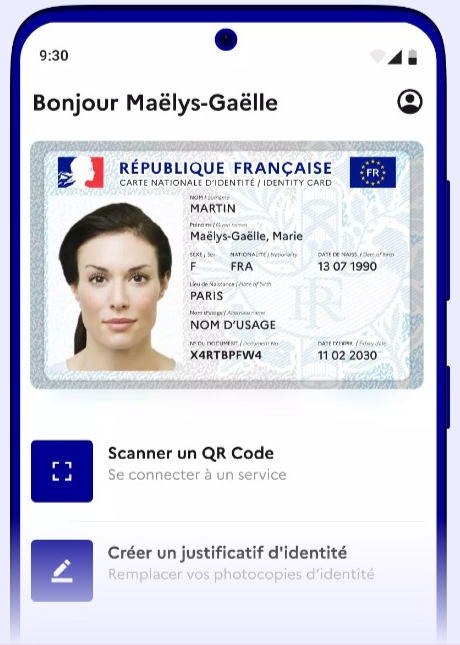 9:30
Bonjour Maëlys-Gaëlle
RÉPUBLIQUE FRANÇAISE
CARTE NATIONALE D'IDENTITÉ / IDENTITY CARD
FR
NOM / Surname
MARTIN
Prénoms / Given names
Maëlys-Gaëlle, Marie
SEXE / Sex NATIONALITÉ / Nationality DATE DE NAISS. / Date of birth
F FRA 13 07 1990
Lieu de Naissance / Place of birth
PARIS
Nom d'usage / Alternate name
NOM D'USAGE
N° DU DOCUMENT / Document No DATE D'EXPIR. / Expiry date
X4RTBPFW4 11 02 2030
RF
Scanner un QR Code
Se connecter à un service
Créer un justificatif d'identité
Remplacer vos photocopies d'identité